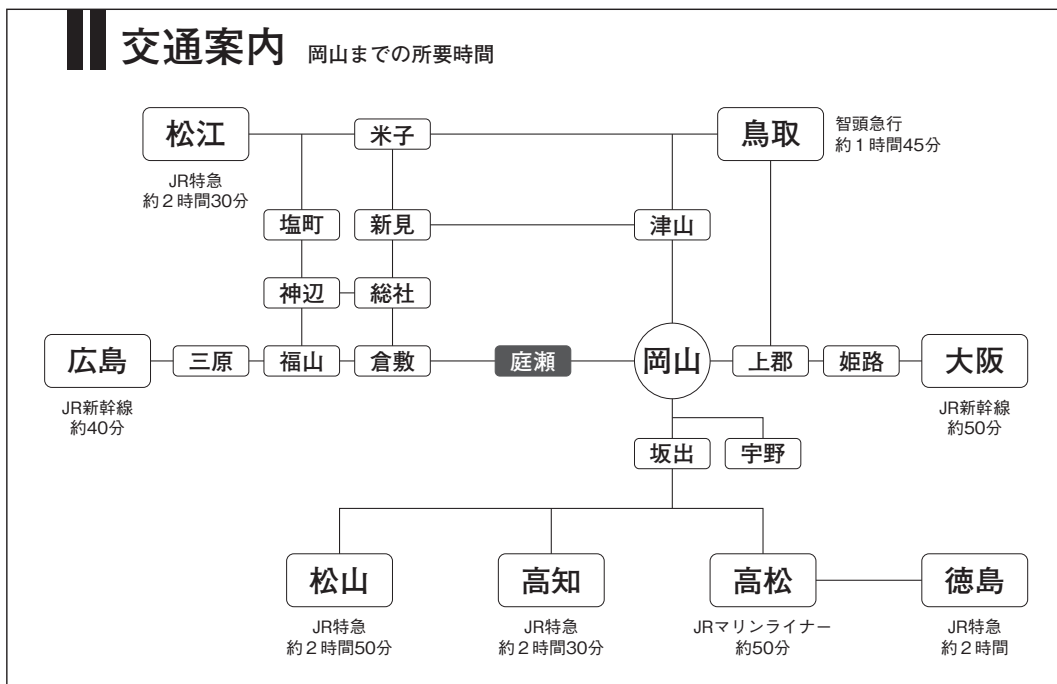 交通案内 岡山までの所要時間
松江
米子
鳥取
智頭急行
約1時間45分
JR特急
約2時間30分
塩町
新見
津山
神辺
総社
広島
三原
福山
倉敷
庭瀬
岡山
上郡
姫路
大阪
JR新幹線
約40分
JR新幹線
約50分
坂出
宇野
松山
高知
高松
徳島
JR特急
約2時間50分
JR特急
約2時間30分
JRマリンライナー
約50分
JR特急
約2時間